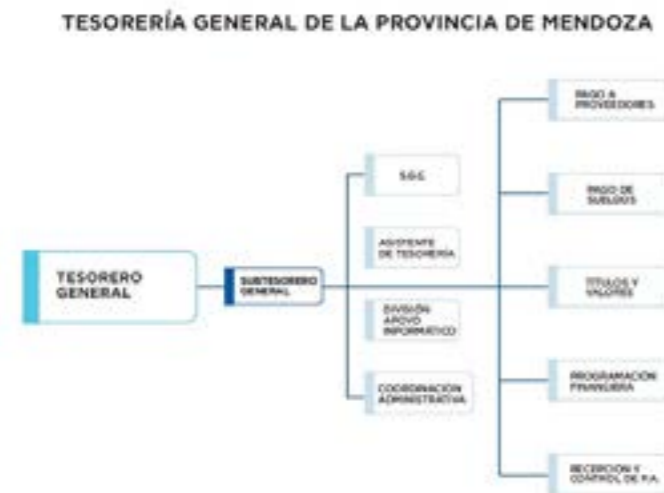 TESORERÍA GENERAL DE LA PROVINCIA DE MENDOZA
TESORERO
GENERAL
SUBTESORERO
GENERAL
S.G.C
ASISTENTE
DE TESORERÍA
DIVISIÓN
APOYO
INFORMÁTICO
COORDINACIÓN
ADMINISTRATIVA
PAGO A
PROVEEDORES
PAGO DE
SUELDOS
TÍTULOS Y
VALORES
PROGRAMACIÓN
FINANCIERA
RECEPCIÓN Y
CONTROL DE P.A.